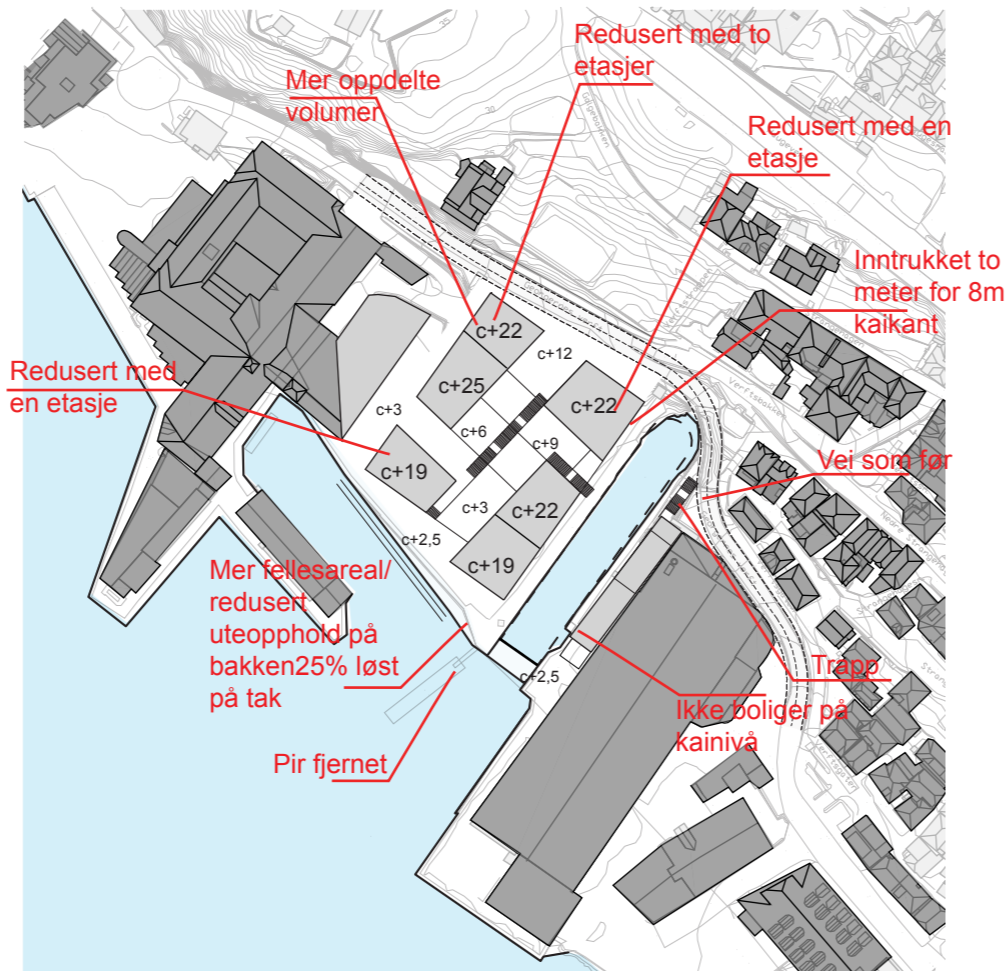 Redusert med to
etasjer
Mer oppdelte
volumer
Redusert med en
etasje
Inntrukket to
meter for 8m
kaikant
c+22
c+12
c+25
c+22
Redusert med
en etasje
c+3
c+6
c+9
c+19
Vei som før
c+3
c+22
c+2,5
c+19
Mer fellesareal/
redusert
uteopphold på
bakken25% løst
på tak
c+2,5
Trapp
Ikke boliger på
kainivå
Pir fjernet
Verftsbakken
35